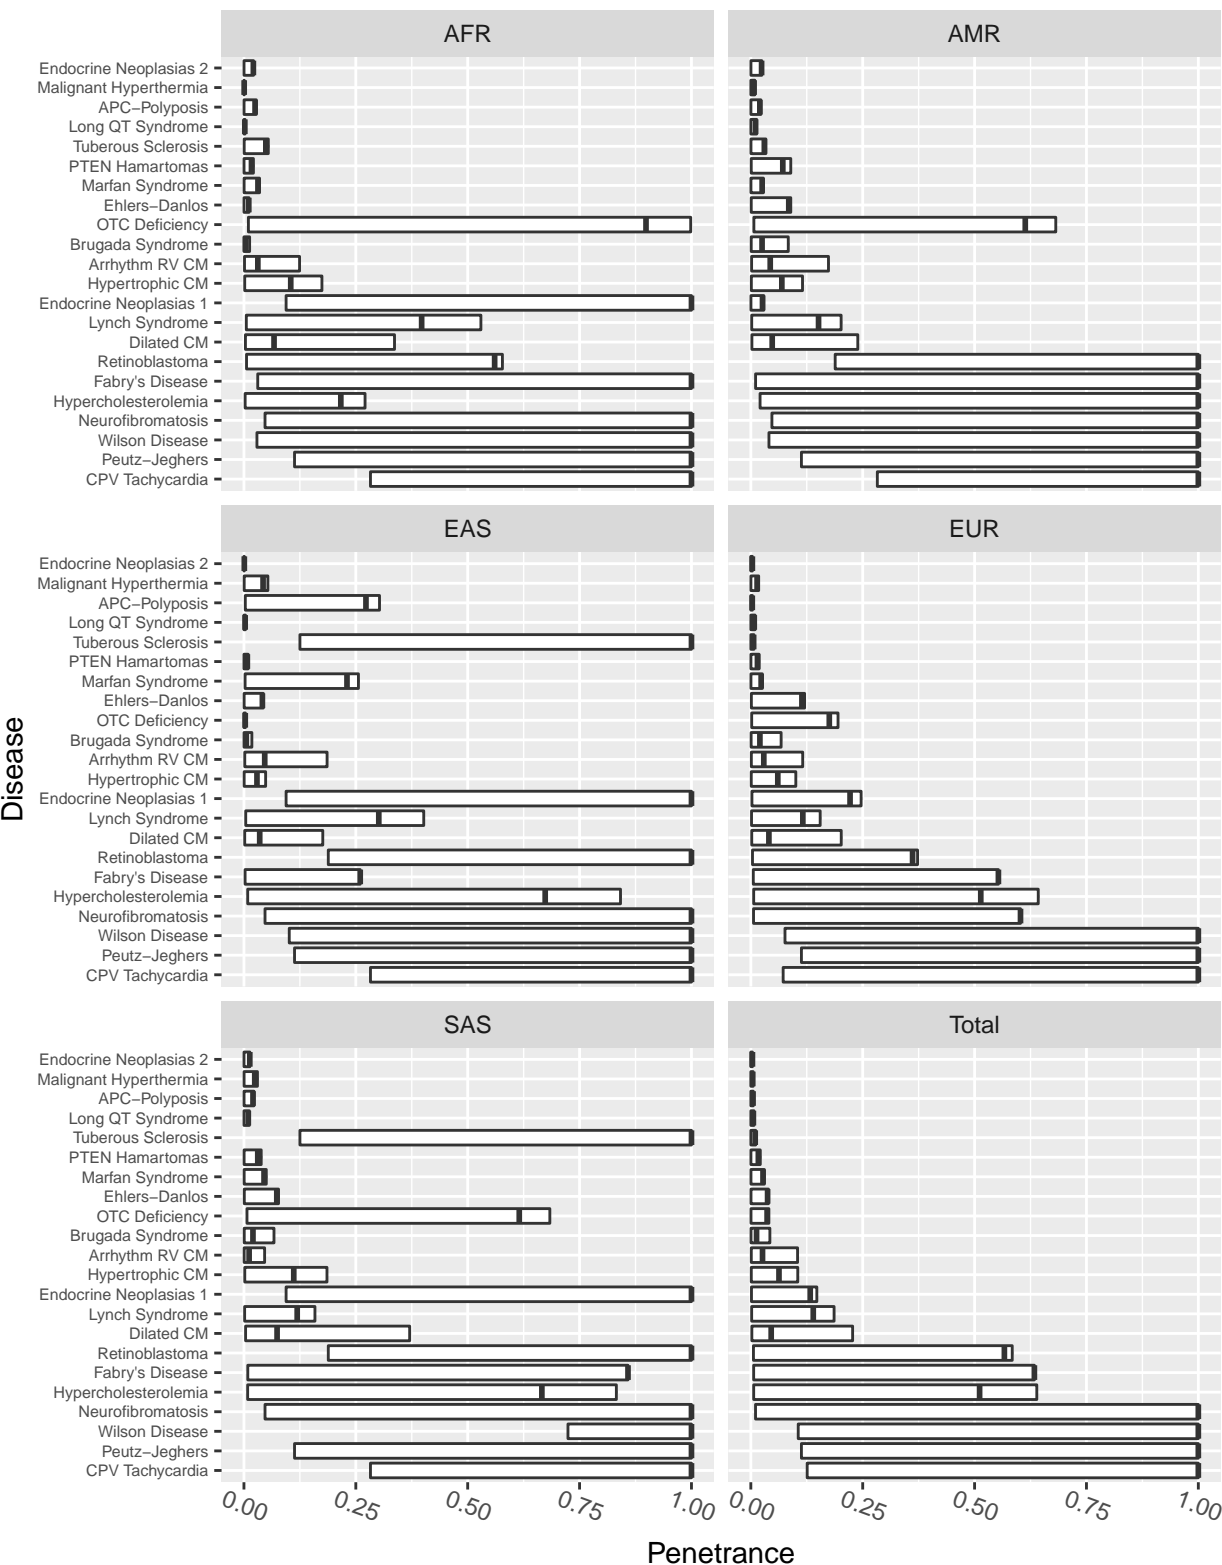 AFR
AMR
Endocrine Neoplasias 2
Malignant Hyperthermia
APC−Polyposis
Long QT Syndrome
Tuberous Sclerosis
PTEN Hamartomas
Marfan Syndrome
Ehlers−Danlos
OTC Deficiency
Brugada Syndrome
Arrhythm RV CM
Hypertrophic CM
Endocrine Neoplasias 1
Lynch Syndrome
Dilated CM
Retinoblastoma
Fabry's Disease
Hypercholesterolemia
Neurofibromatosis
Wilson Disease
Peutz−Jeghers
CPV Tachycardia
EAS
EUR
Endocrine Neoplasias 2
Malignant Hyperthermia
APC−Polyposis
Long QT Syndrome
Tuberous Sclerosis
PTEN Hamartomas
Marfan Syndrome
Ehlers−Danlos
OTC Deficiency
Brugada Syndrome
Arrhythm RV CM
Hypertrophic CM
Endocrine Neoplasias 1
Lynch Syndrome
Dilated CM
Retinoblastoma
Fabry's Disease
Hypercholesterolemia
Neurofibromatosis
Wilson Disease
Peutz−Jeghers
CPV Tachycardia
Disease
SAS
Total
Endocrine Neoplasias 2
Malignant Hyperthermia
APC−Polyposis
Long QT Syndrome
Tuberous Sclerosis
PTEN Hamartomas
Marfan Syndrome
Ehlers−Danlos
OTC Deficiency
Brugada Syndrome
Arrhythm RV CM
Hypertrophic CM
Endocrine Neoplasias 1
Lynch Syndrome
Dilated CM
Retinoblastoma
Fabry's Disease
Hypercholesterolemia
Neurofibromatosis
Wilson Disease
Peutz−Jeghers
CPV Tachycardia
0.00 0.25 0.50 0.75 1.00 0.00 0.25 0.50 0.75 1.00
Penetrance